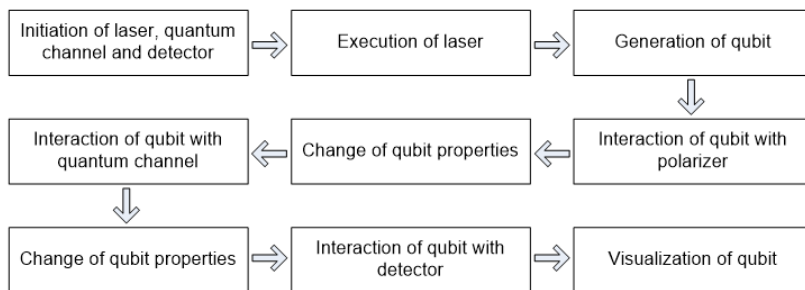 Initiation of laser, quantum
channel and detector
Execution of laser
Generation of qubit
Interaction of qubit with
polarizer
Change of qubit properties
Interaction of qubit with
quantum channel
Change of qubit properties
Interaction of qubit with
detector
Visualization of qubit